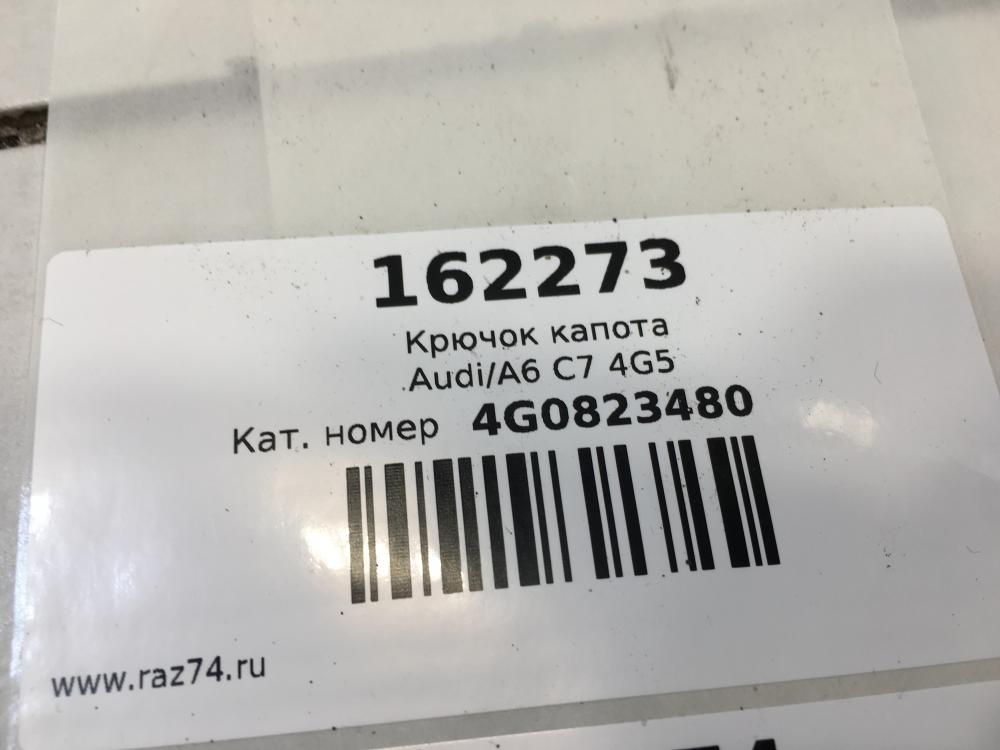 162273
Крючок капота
Audi/A6 C7 4G5
Кат. номер 4G0823480
www.raz74.ru